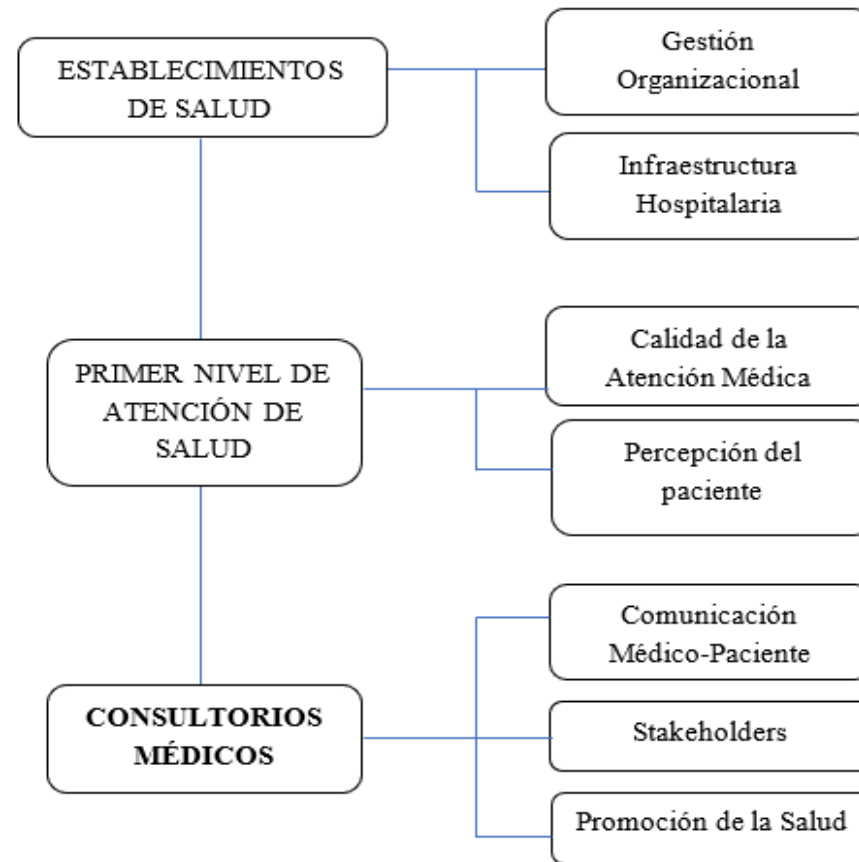 ESTABLECIMIENTOS
DE SALUD
Gestión
Organizacional
Infraestructura
Hospitalaria
PRIMER NIVEL DE
ATENCIÓN DE
SALUD
Calidad de la
Atención Médica
Percepción del
paciente
CONSULTORIOS
MÉDICOS
Comunicación
Médico-Paciente
Stakeholders
Promoción de la Salud